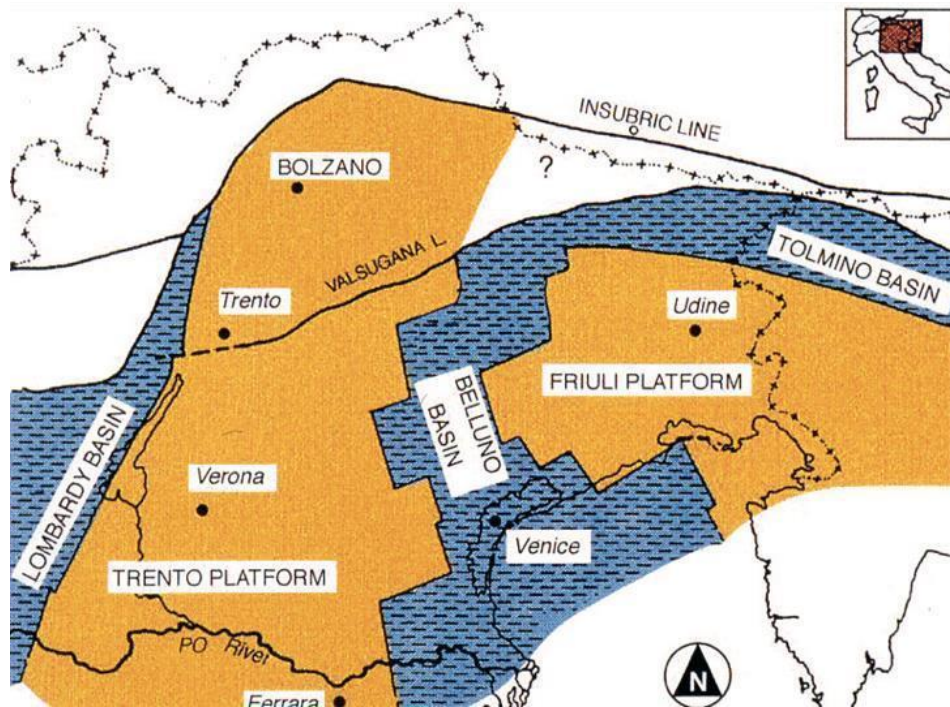 INSUBRIC LINE
?
BOLZANO
VALSUGANA L.
TOLMINO BASIN
Trento
Udine
FRIULI PLATFORM
BELLUNO
BASIN
LOMBARDY BASIN
Verona
Venice
TRENTO PLATFORM
PO River
Ferrara
N